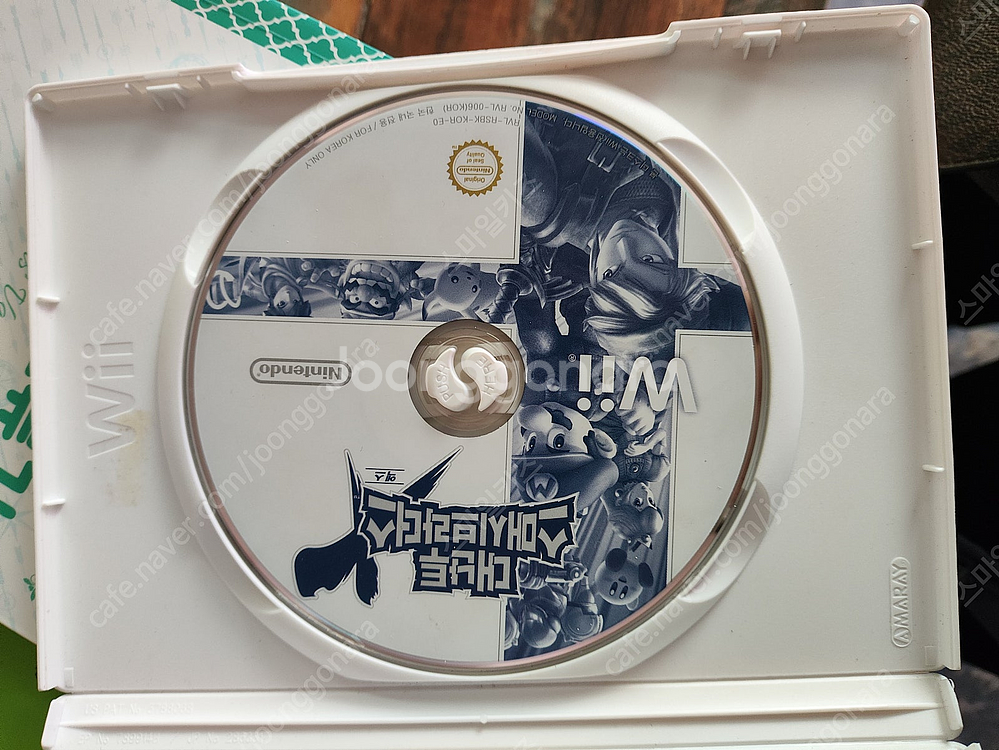 대난투
스매시브라더스
엑스
Wii
Nintendo
Original
Nintendo
Seal of
Quality
MODEL No. RVL-006(KOR)
RVL-RSBK-KOR-E0
한국 국내 전용 / FOR KOREA ONLY
PUSH
HERE
Wii
AMARAY
joonggonara
cafe.naver.com/joonggonara